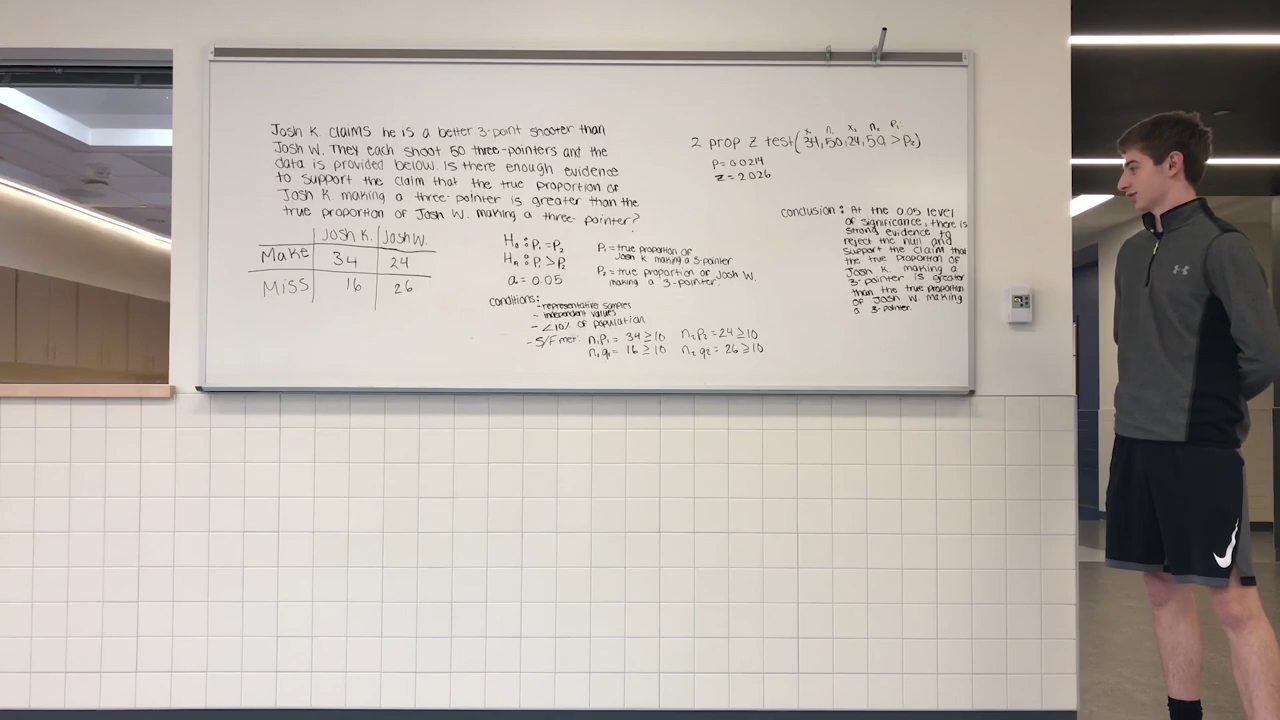 Josh K. claims he is a better 3-point shooter than
Josh W. They each shoot 50 three-pointers and the
data is provided below. Is there enough evidence
to support the claim that the true proportion of
Josh K. making a three-pointer is greater than the
true proportion of Josh W. making a three-pointer?
Josh K. Josh W.
Make 34 24
Miss 16 26
H₀: P₁ = P₂
Hₐ: P₁ > P₂
α = 0.05
P₁ = true proportion of
Josh K making a 3-pointer
P₂ = true proportion of Josh W.
making a 3-pointer.
conditions:
- representative samples
- independent values
- <10% of population
- S/F met: n₁P₁ = 34 ≥ 10 n₂P₂ = 24 ≥ 10
n₁q₁ = 16 ≥ 10 n₂q₂ = 26 ≥ 10
x₁ n₁ x₂ n₂ P₁
2 prop Z test(34, 50, 24, 50 > P₂)
P = 0.0214
Z = 2.026
conclusion: At the 0.05 level
of significance, there is
strong evidence to
reject the null and
support the claim that
the true proportion of
Josh K. making a
3-pointer is greater
than the true proportion
of Josh W. making
a 3-pointer.